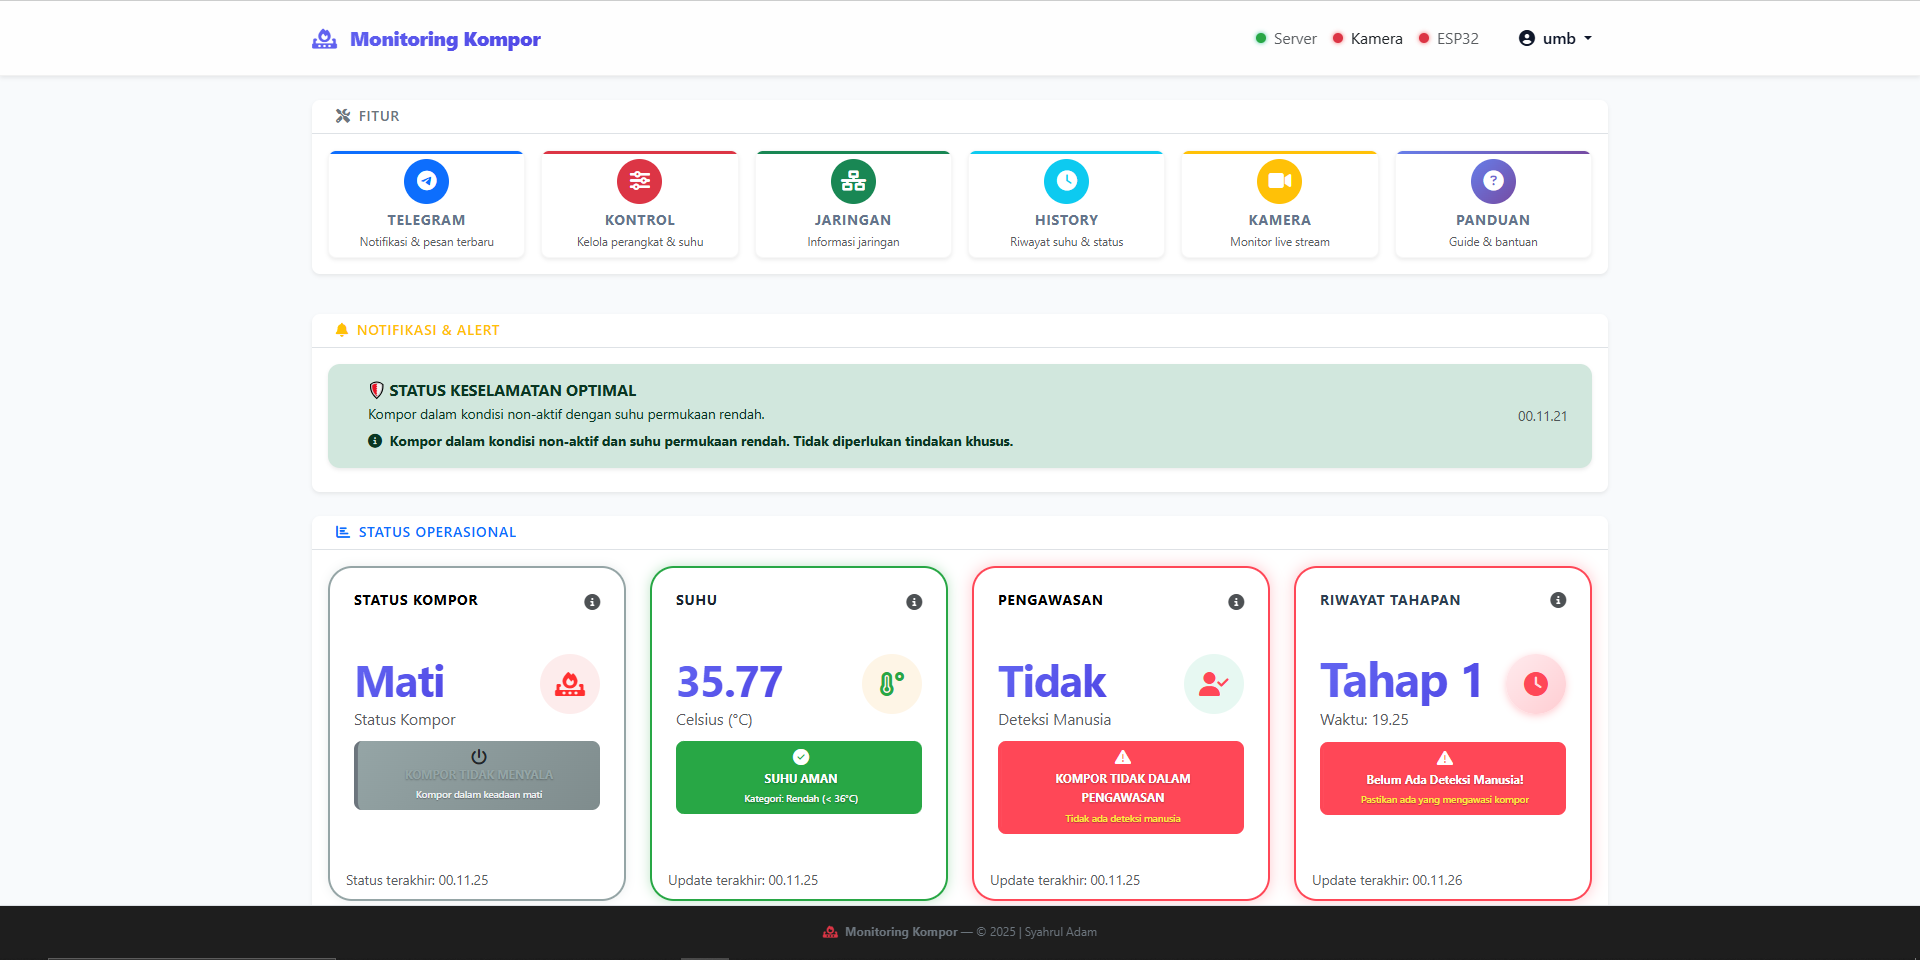 Monitoring Kompor
Server Kamera ESP32 umb
FITUR
TELEGRAM
Notifikasi & pesan terbaru
KONTROL
Kelola perangkat & suhu
JARINGAN
Informasi jaringan
HISTORY
Riwayat suhu & status
KAMERA
Monitor live stream
PANDUAN
Guide & bantuan
NOTIFIKASI & ALERT
STATUS KESELAMATAN OPTIMAL
Kompor dalam kondisi non-aktif dengan suhu permukaan rendah.
00.11.21
Kompor dalam kondisi non-aktif dan suhu permukaan rendah. Tidak diperlukan tindakan khusus.
STATUS OPERASIONAL
STATUS KOMPOR
Mati
Status Kompor
KOMPOR TIDAK MENYALA
Kompor dalam keadaan mati
Status terakhir: 00.11.25
SUHU
35.77
Celsius (°C)
SUHU AMAN
Kategori: Rendah (< 36°C)
Update terakhir: 00.11.25
PENGAWASAN
Tidak
Deteksi Manusia
KOMPOR TIDAK DALAM
PENGAWASAN
Tidak ada deteksi manusia
Update terakhir: 00.11.25
RIWAYAT TAHAPAN
Tahap 1
Waktu: 19.25
Belum Ada Deteksi Manusia!
Pastikan ada yang mengawasi kompor
Update terakhir: 00.11.26
Monitoring Kompor — © 2025 | Syahrul Adam